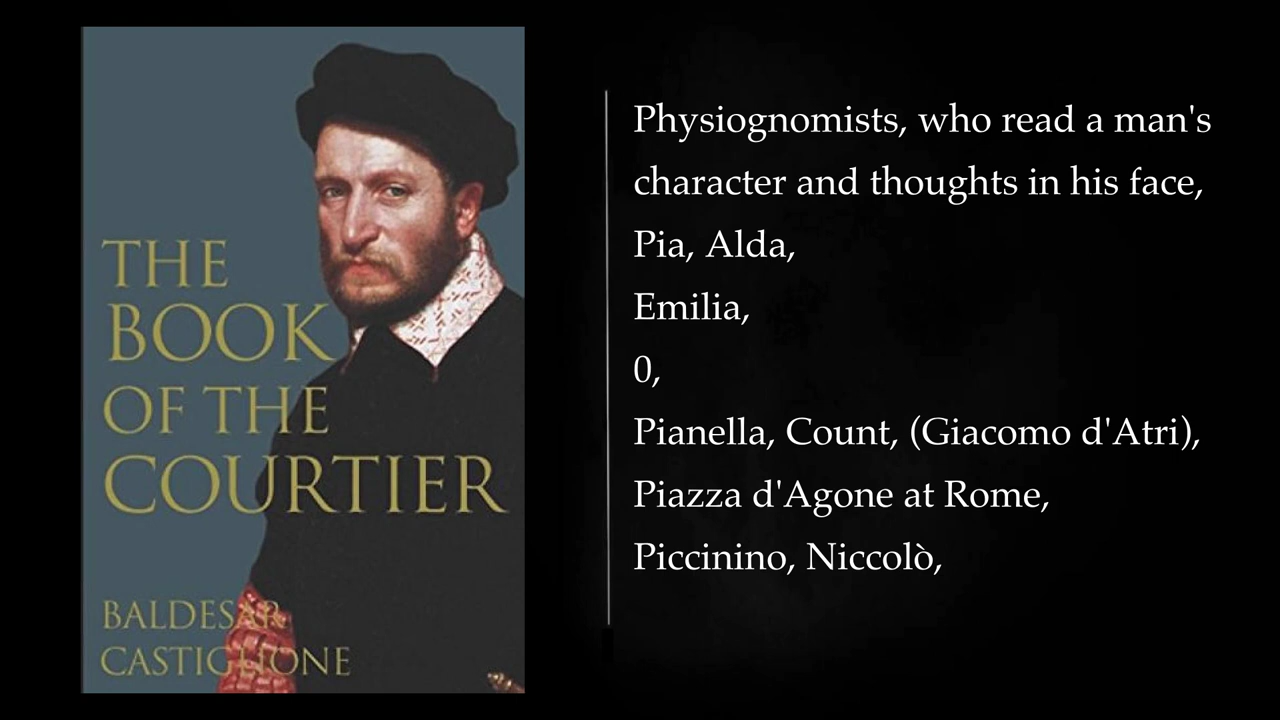 THE
BOOK
OF THE
COURTIER
BALDESAR
CASTIGLIONE
Physiognomists, who read a man's
character and thoughts in his face,
Pia, Alda,
Emilia,
0,
Pianella, Count, (Giacomo d'Atri),
Piazza d'Agone at Rome,
Piccinino, Niccolò,